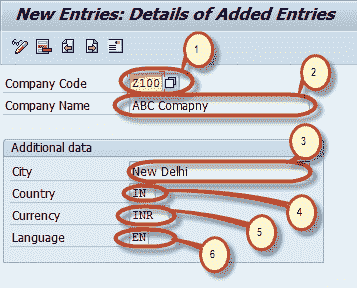 New Entries: Details of Added Entries
1
Company Code Z100
2
Company Name ABC Comapny
3
Additional data
City New Delhi
Country IN
4
Currency INR
5
Language EN
6